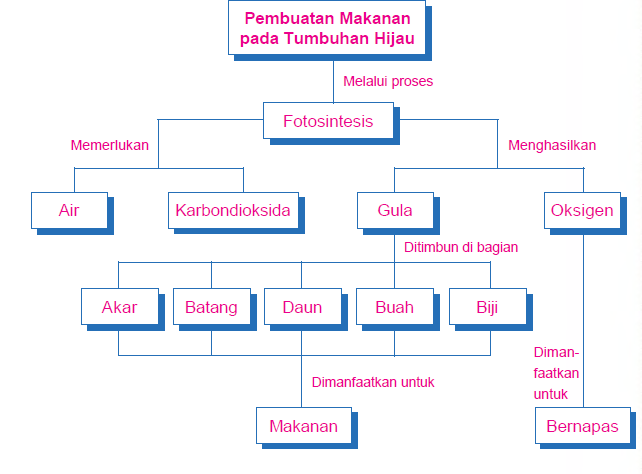 Pembuatan Makanan
pada Tumbuhan Hijau
Melalui proses
Fotosintesis
Memerlukan
Menghasilkan
Air
Karbondioksida
Gula
Oksigen
Ditimbun di bagian
Akar
Batang
Daun
Buah
Biji
Diman-
faatkan
untuk
Dimanfaatkan untuk
Makanan
Bernapas